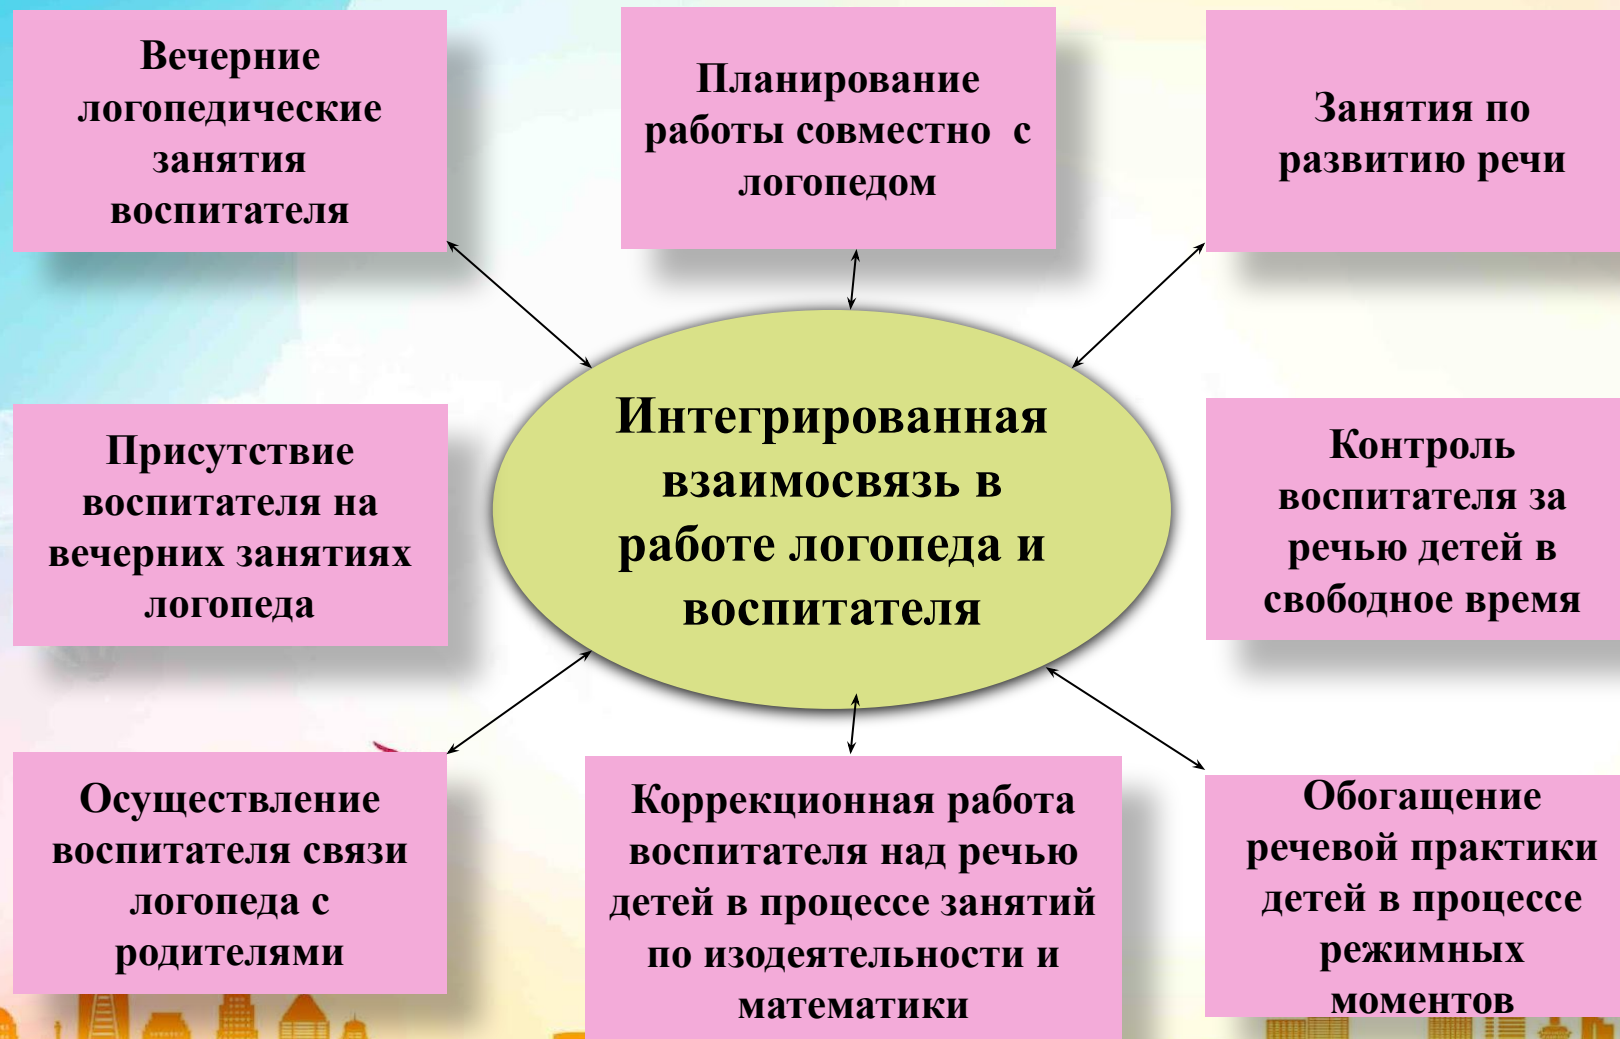 Вечерние
логопедические
занятия
воспитателя
Планирование
работы совместно с
логопедом
Занятия по
развитию речи
Интегрированная
взаимосвязь в
работе логопеда и
воспитателя
Присутствие
воспитателя на
вечерних занятиях
логопеда
Контроль
воспитателя за
речью детей в
свободное время
Осуществление
воспитателя связи
логопеда с
родителями
Коррекционная работа
воспитателя над речью
детей в процессе занятий
по изодеятельности и
математики
Обогащение
речевой практики
детей в процессе
режимных
моментов